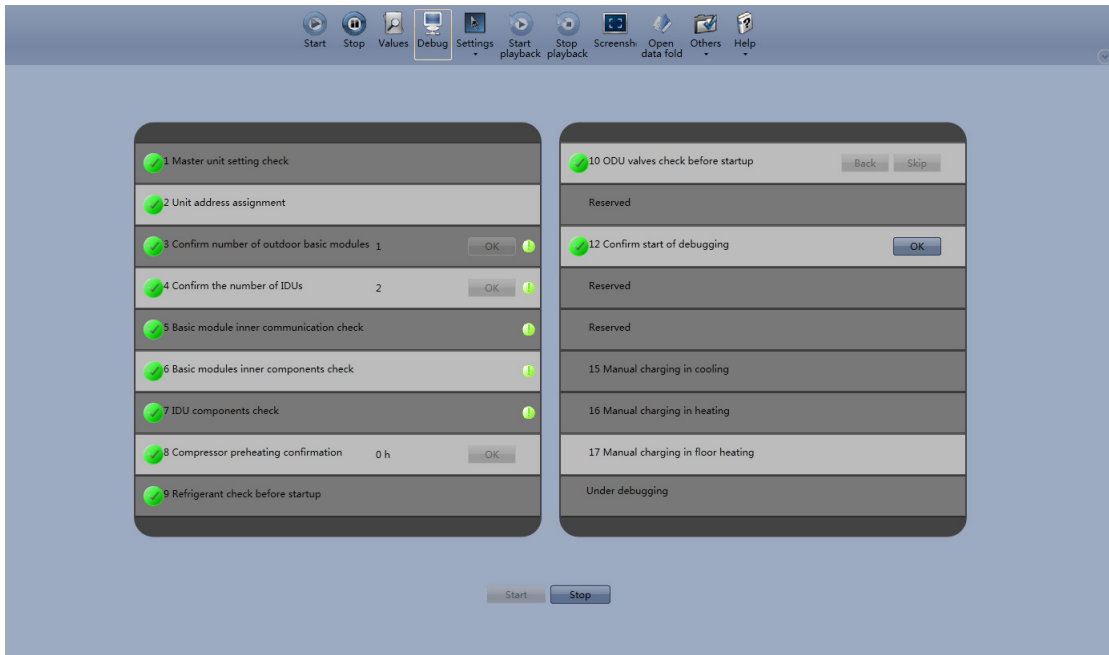 Start Stop Values Debug Settings Start playback Stop playback Screensh Open data fold Others Help
1 Master unit setting check
2 Unit address assignment
3 Confirm number of outdoor basic modules 1 OK
4 Confirm the number of IDUs 2 OK
5 Basic module inner communication check
6 Basic modules inner components check
7 IDU components check
8 Compressor preheating confirmation 0 h OK
9 Refrigerant check before startup
10 ODU valves check before startup Back Skip
Reserved
12 Confirm start of debugging OK
Reserved
Reserved
15 Manual charging in cooling
16 Manual charging in heating
17 Manual charging in floor heating
Under debugging
Start Stop